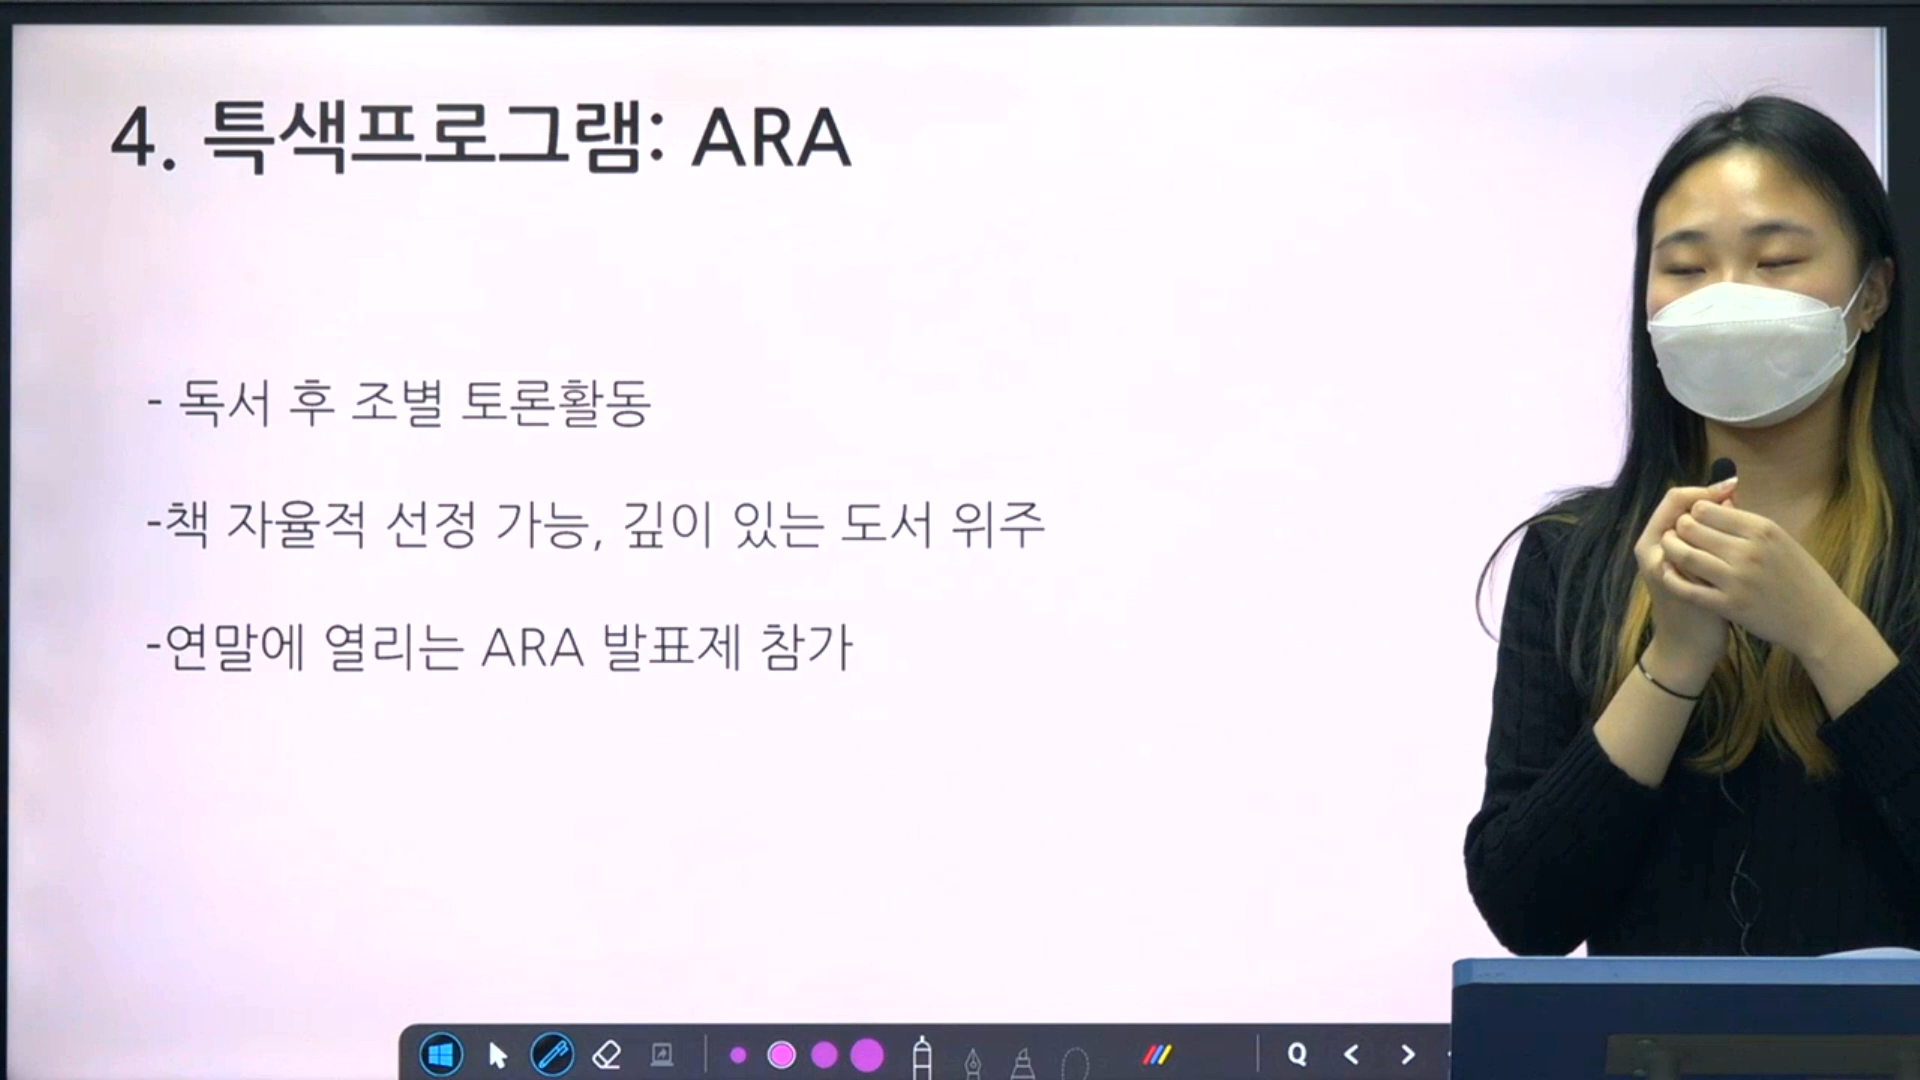 4. 특색프로그램: ARA
- 독서 후 조별 토론활동
-책 자율적 선정 가능, 깊이 있는 도서 위주
-연말에 열리는 ARA 발표제 참가